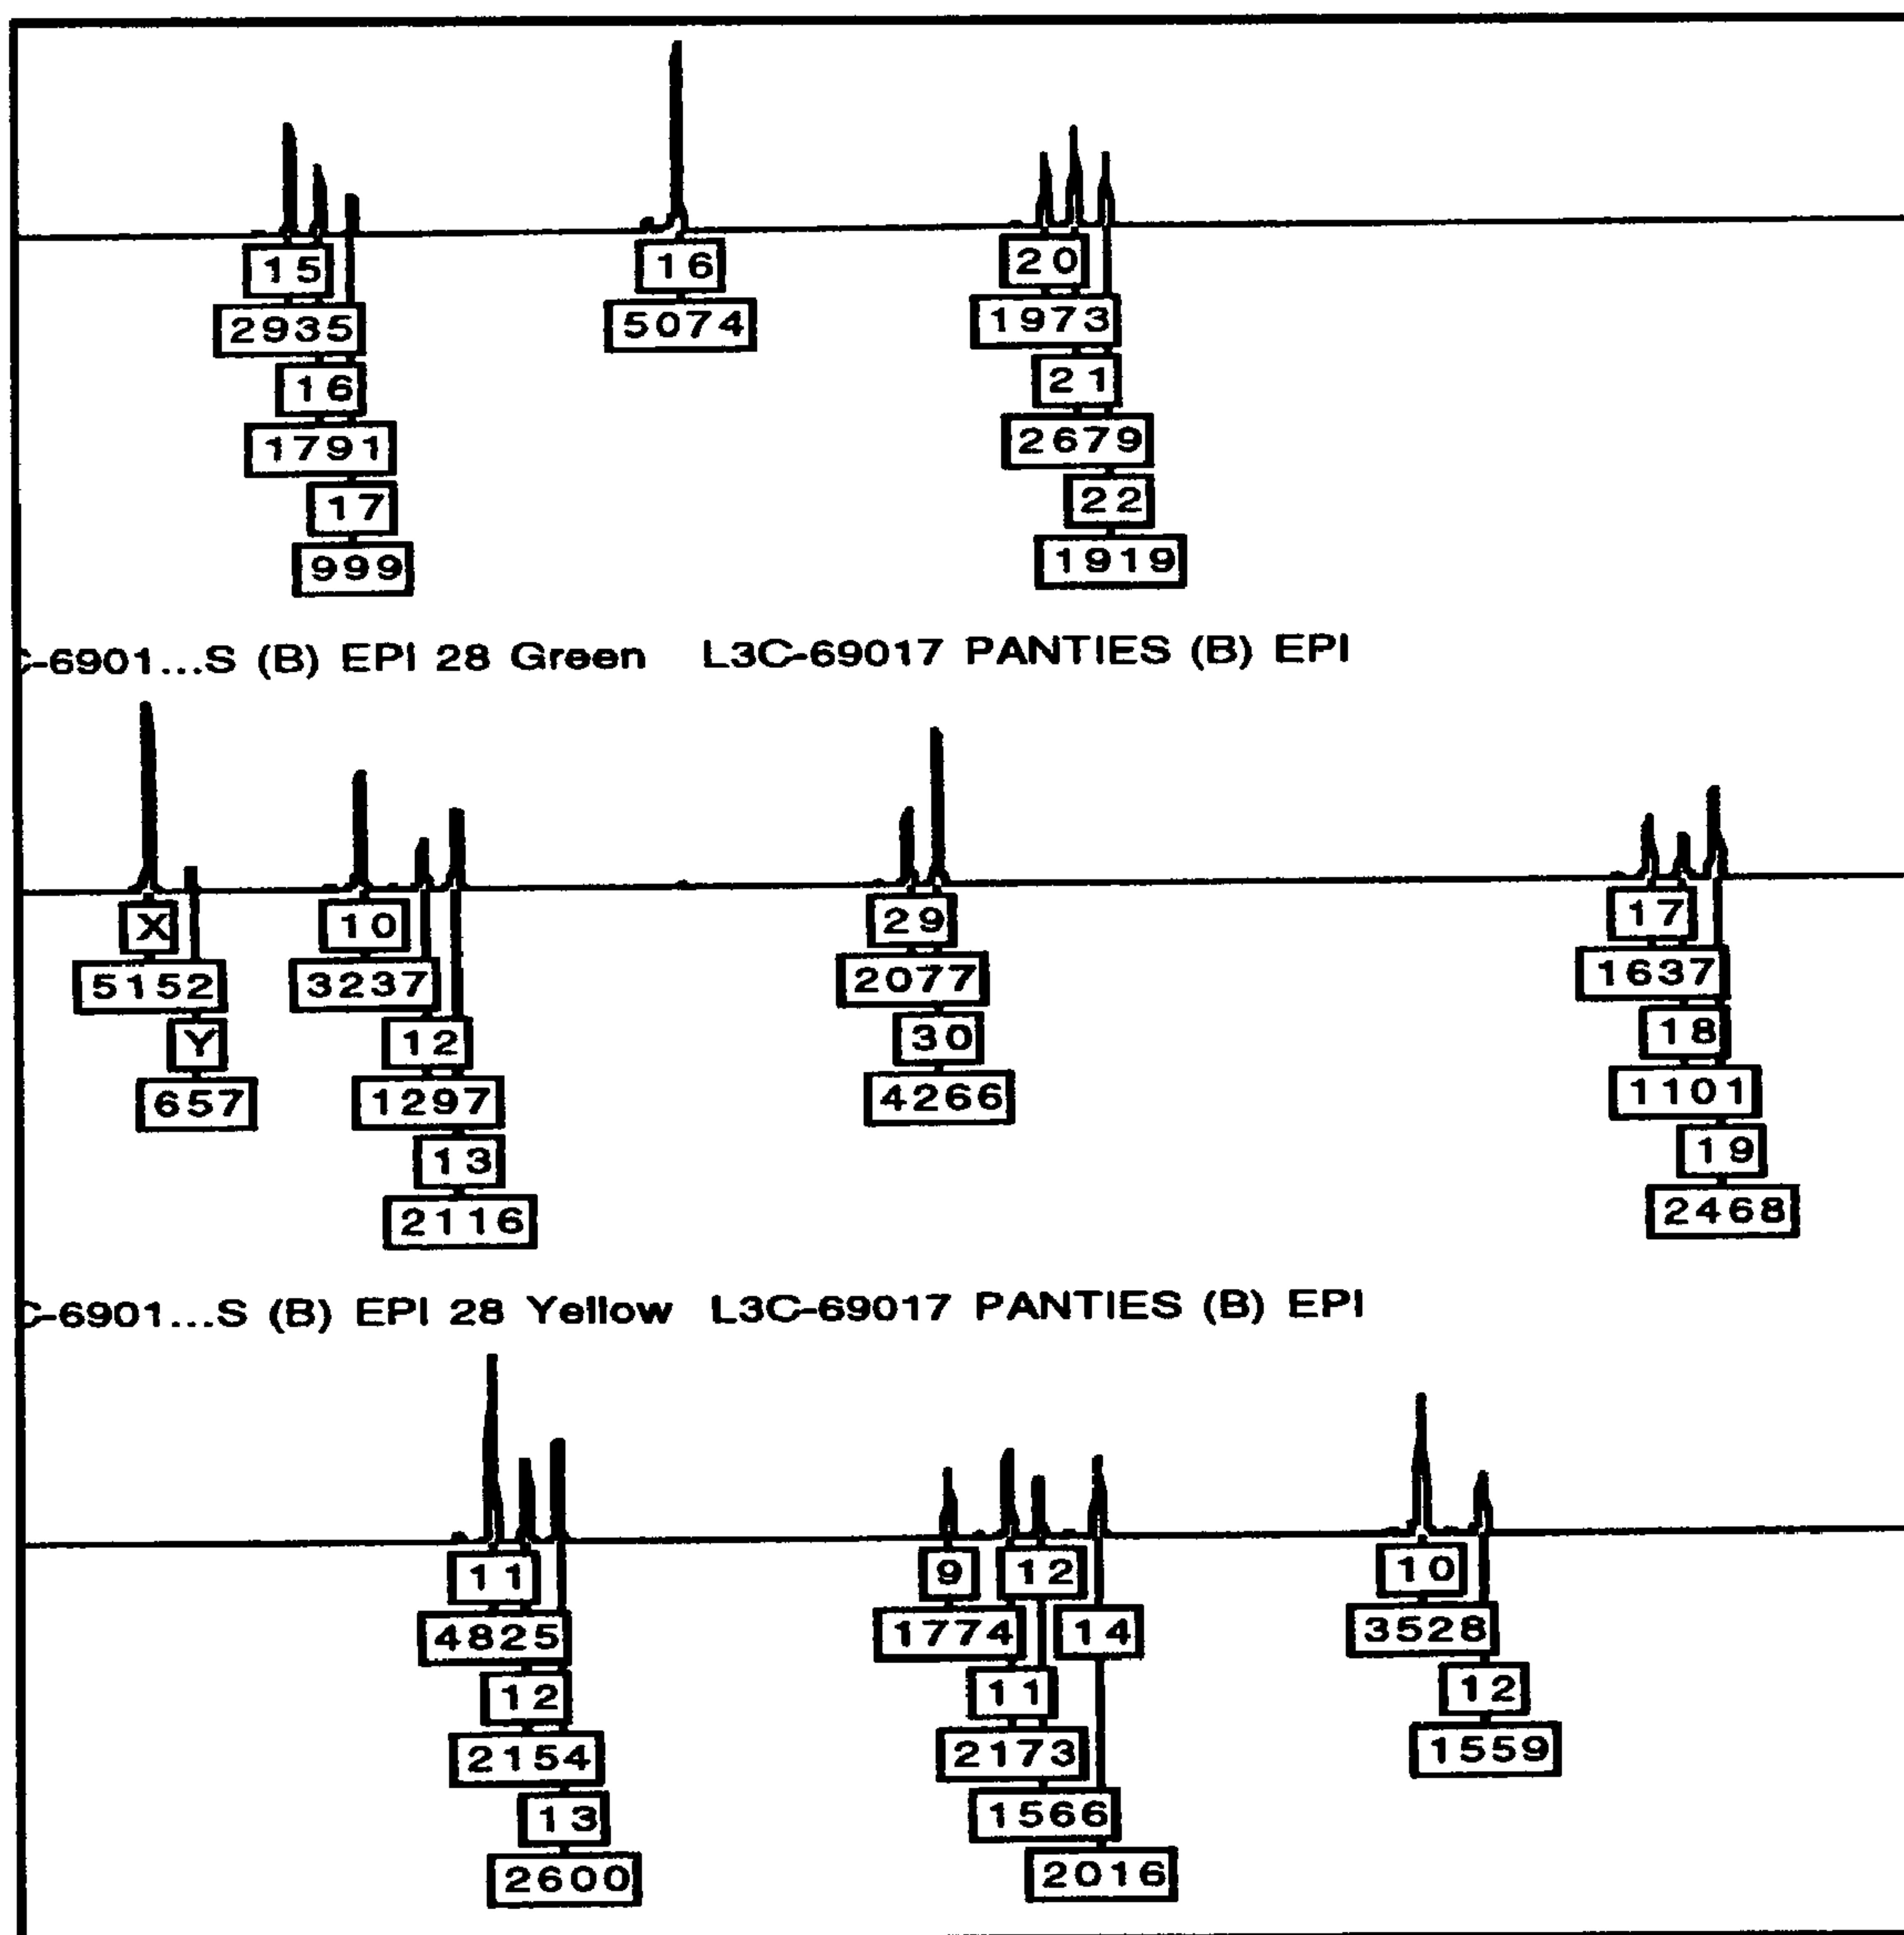 15 16 20
2935 5074 1973
16 21
1791 2679
17 22
999 1919
C-6901...S (B) EPI 28 Green L3C-69017 PANTIES (B) EPI
X 10 29 17
5152 3237 2077 1637
Y 12 30 18
657 1297 4266 1101
13 19
2116 2468
C-6901...S (B) EPI 28 Yellow L3C-69017 PANTIES (B) EPI
11 9 12 10
4825 1774 14 3528
12 11 12
2154 2173 1559
13 1566
2600 2016